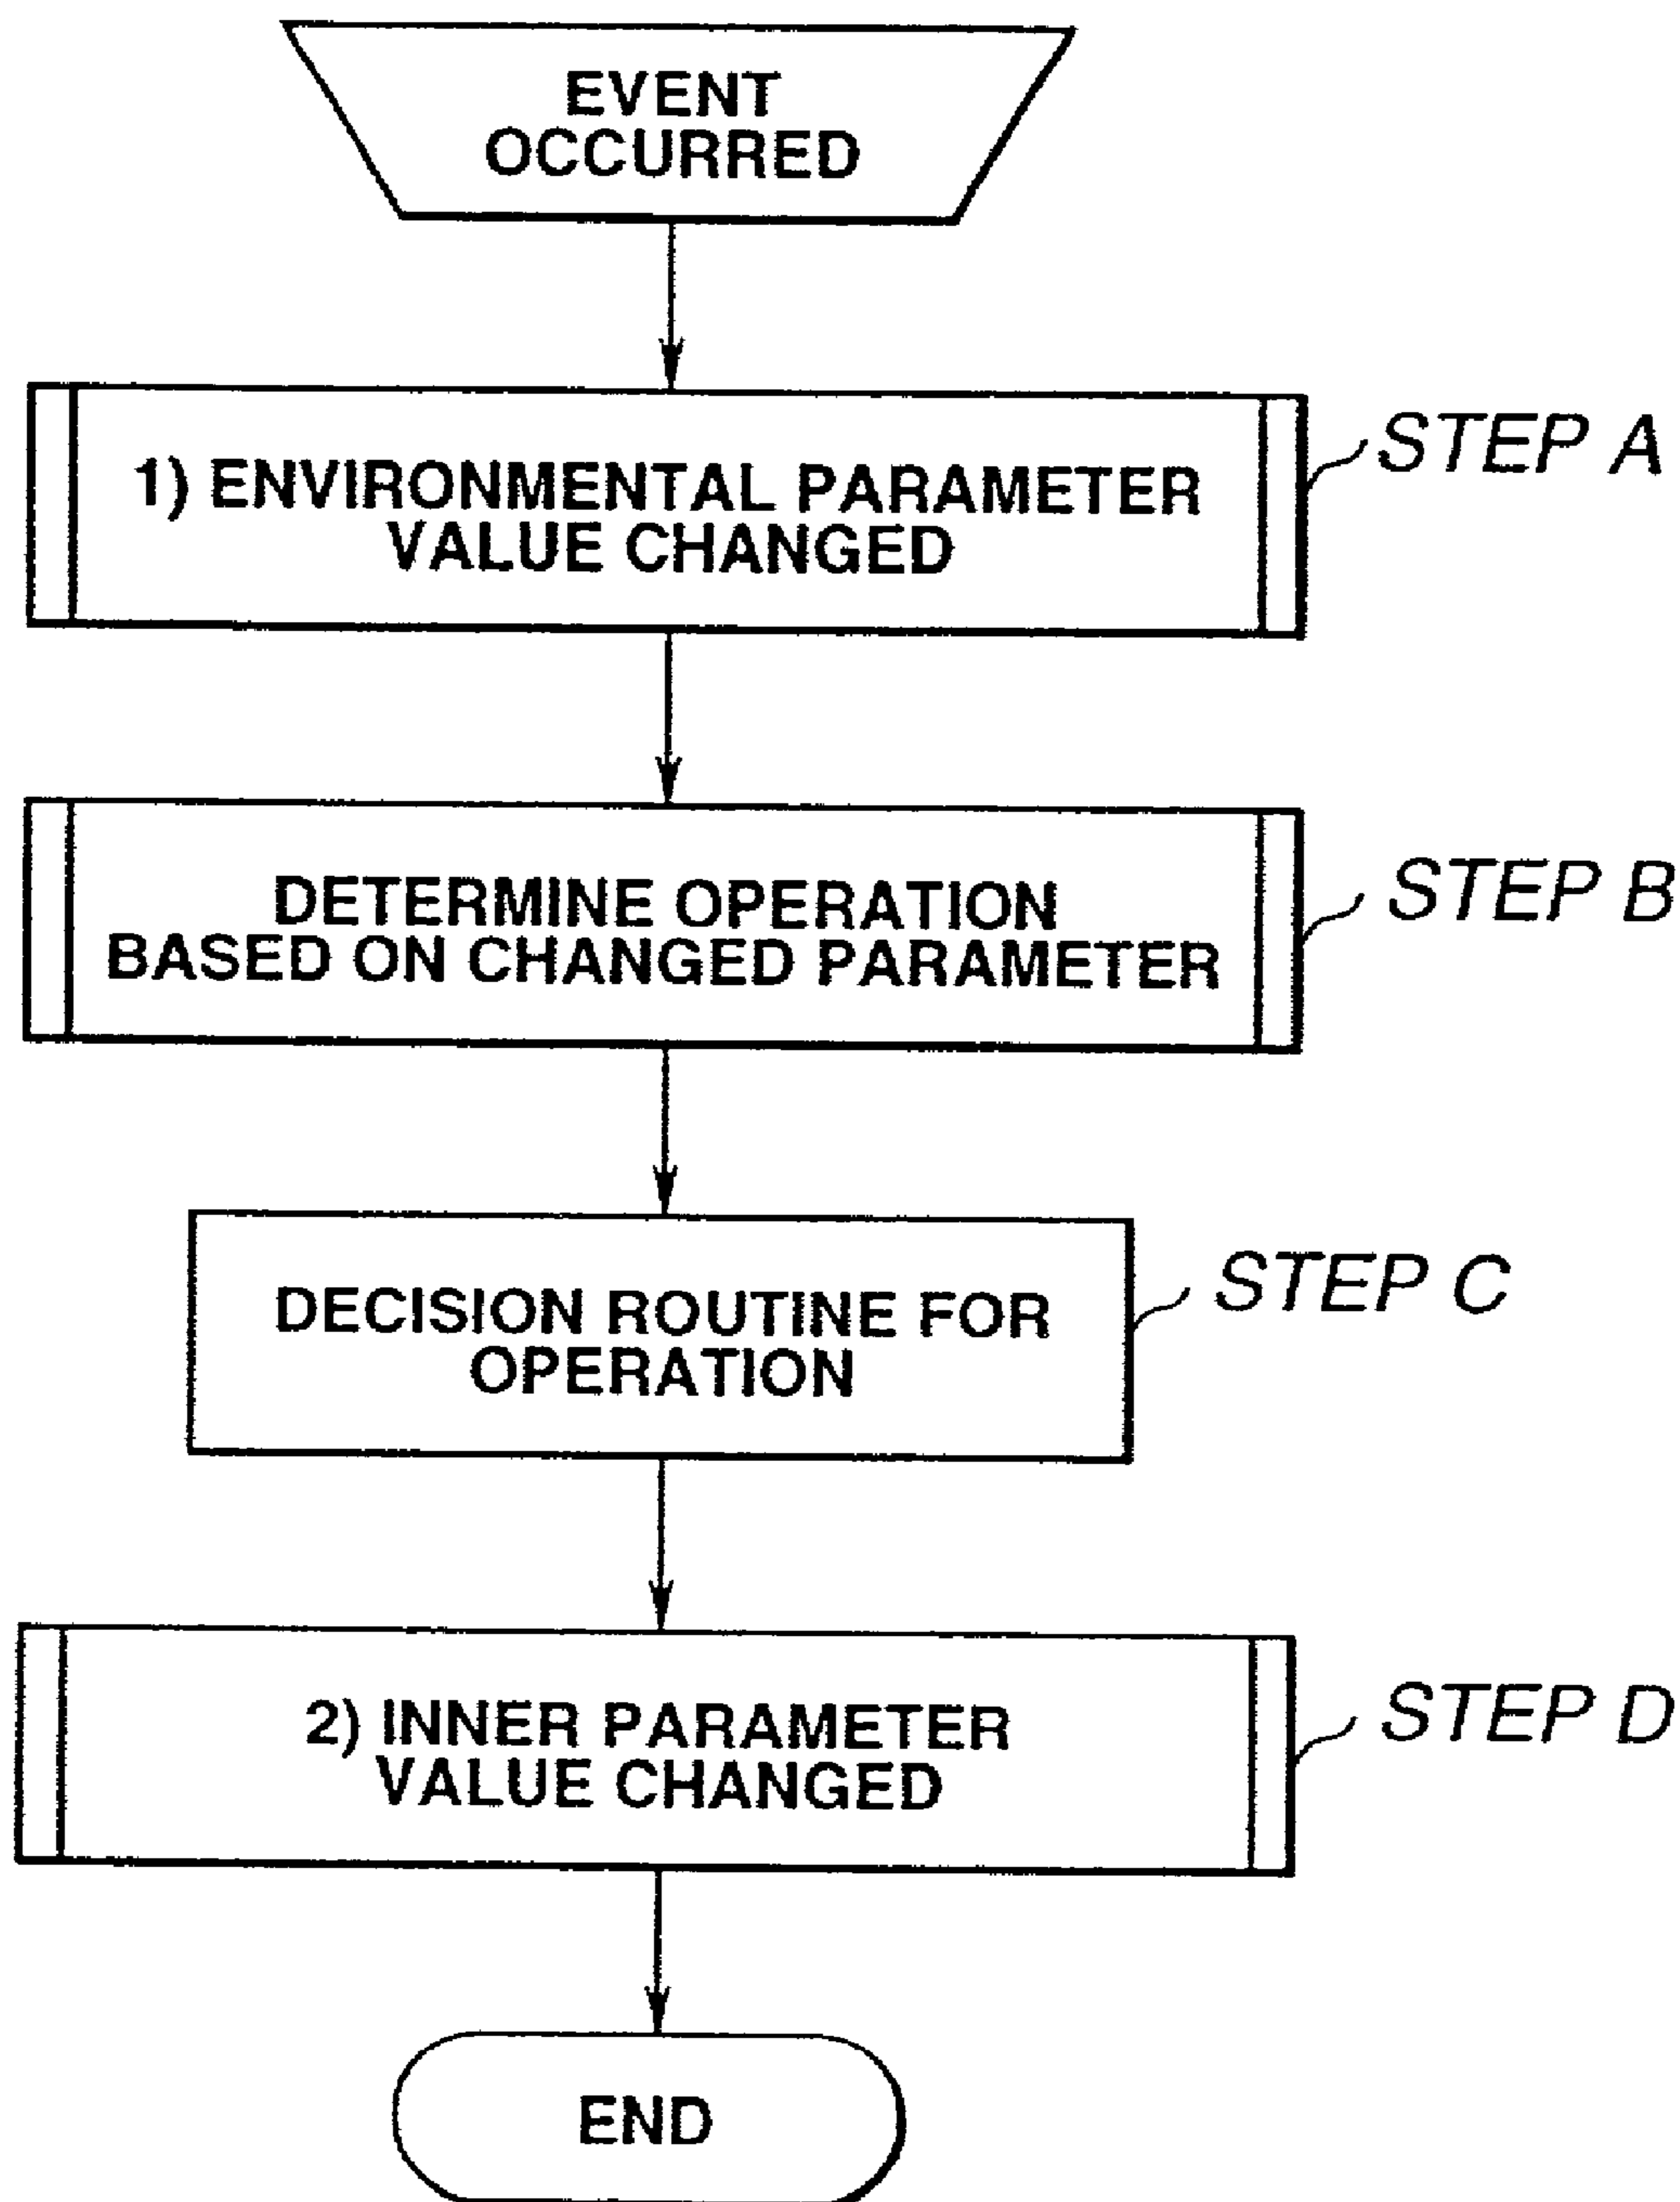 EVENT
OCCURRED
1) ENVIRONMENTAL PARAMETER
VALUE CHANGED
STEP A
DETERMINE OPERATION
BASED ON CHANGED PARAMETER
STEP B
DECISION ROUTINE FOR
OPERATION
STEP C
2) INNER PARAMETER
VALUE CHANGED
STEP D
END